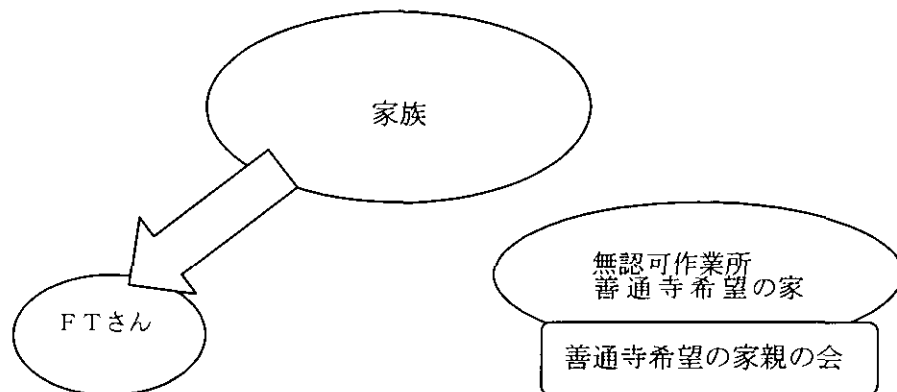 家族
無認可作業所
善通寺希望の家
FTさん
善通寺希望の家親の会